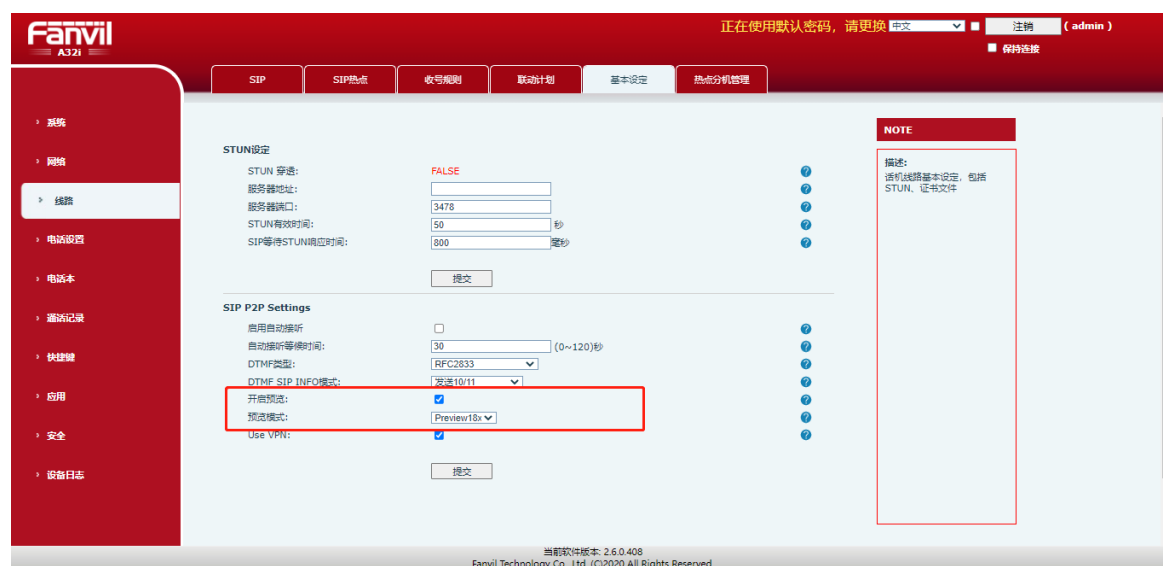 Fanvil
A32i
正在使用默认密码，请更换 中文 注销 ( admin )
保持连接
SIP SIP热点 收号规则 联动计划 基本设定 热点分机管理
› 系统
› 网络
› 线路
› 电话设置
› 电话本
› 通话记录
› 快捷键
› 应用
› 安全
› 设备日志
STUN设定
STUN 穿透: FALSE
服务器地址:
服务器端口: 3478
STUN有效时间: 50 秒
SIP等待STUN响应时间: 800 毫秒
提交
SIP P2P Settings
启用自动接听
自动接听等候时间: 30 (0~120)秒
DTMF类型: RFC2833
DTMF SIP INFO模式: 发送10/11
开启预览:
预览模式: Preview18x
Use VPN:
提交
NOTE
描述:
话机线路基本设定，包括
STUN、证书文件
当前软件版本: 2.6.0.408
Fanvil Technology Co., Ltd. (C)2020 All Rights Reserved.